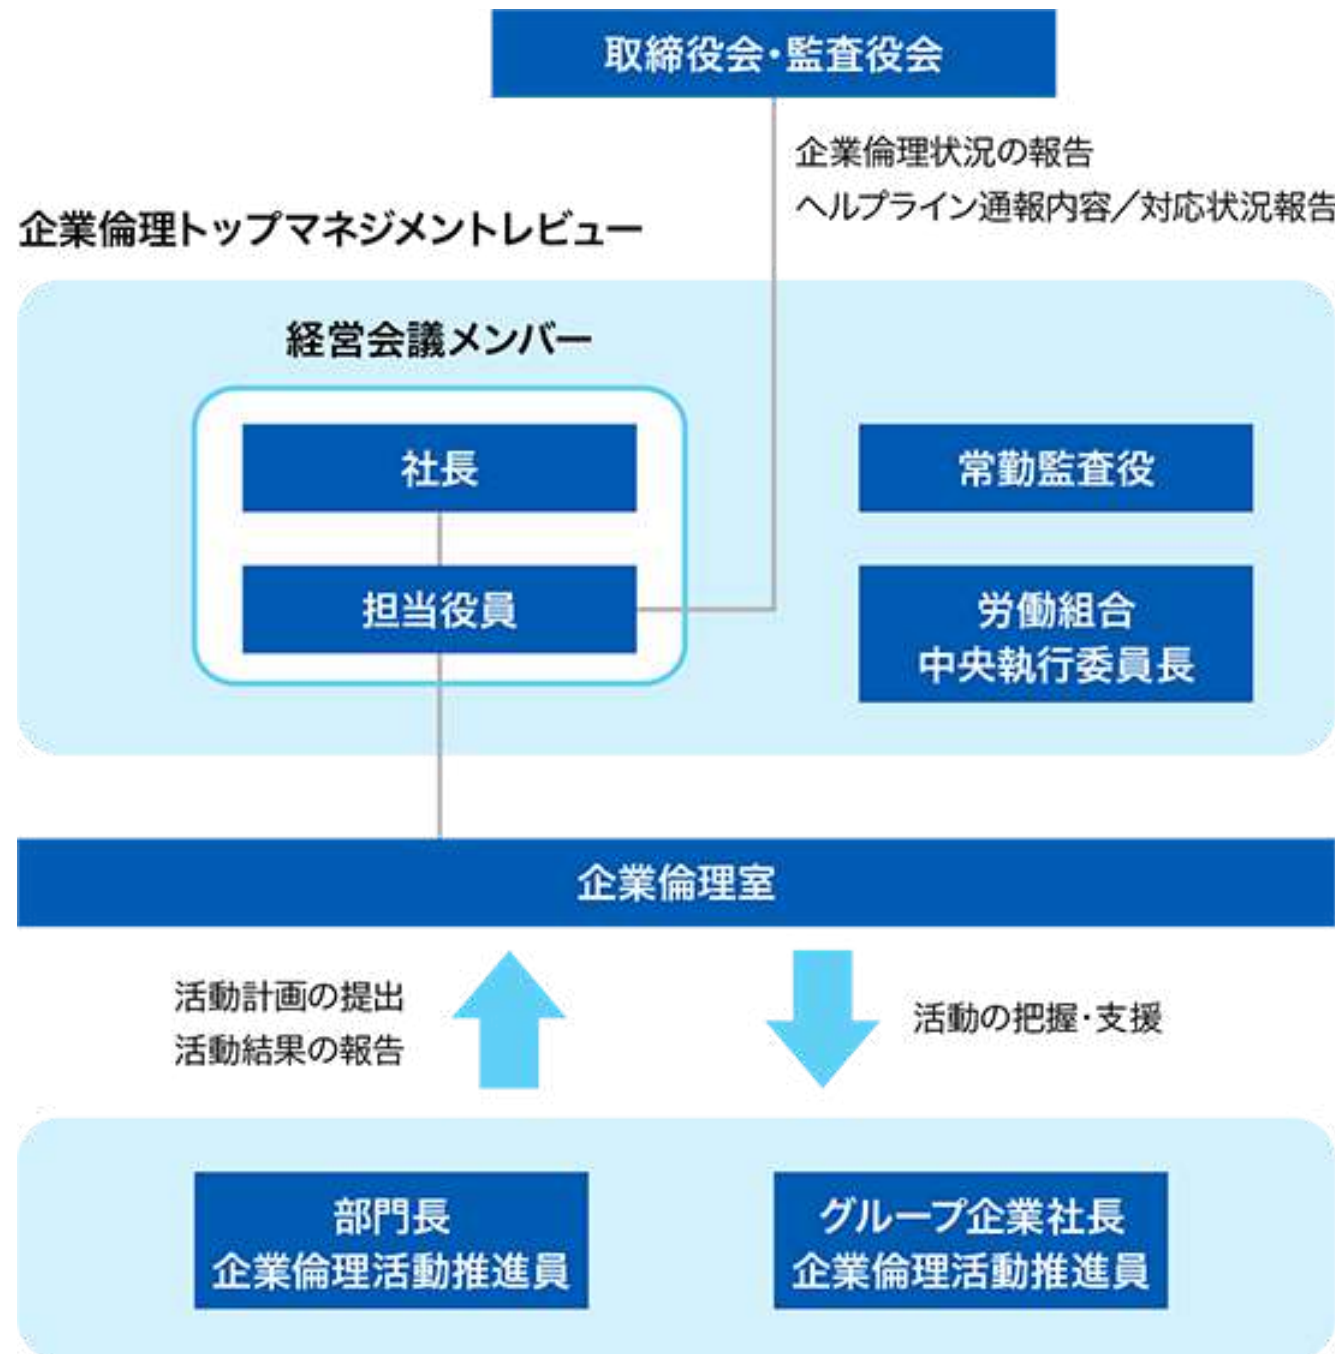 取締役会・監査役会
企業倫理状況の報告
ヘルプライン通報内容／対応状況報告
企業倫理トップマネジメントレビュー
経営会議メンバー
社長
常勤監査役
担当役員
労働組合
中央執行委員長
企業倫理室
活動計画の提出
活動結果の報告
活動の把握・支援
部門長
企業倫理活動推進員
グループ企業社長
企業倫理活動推進員